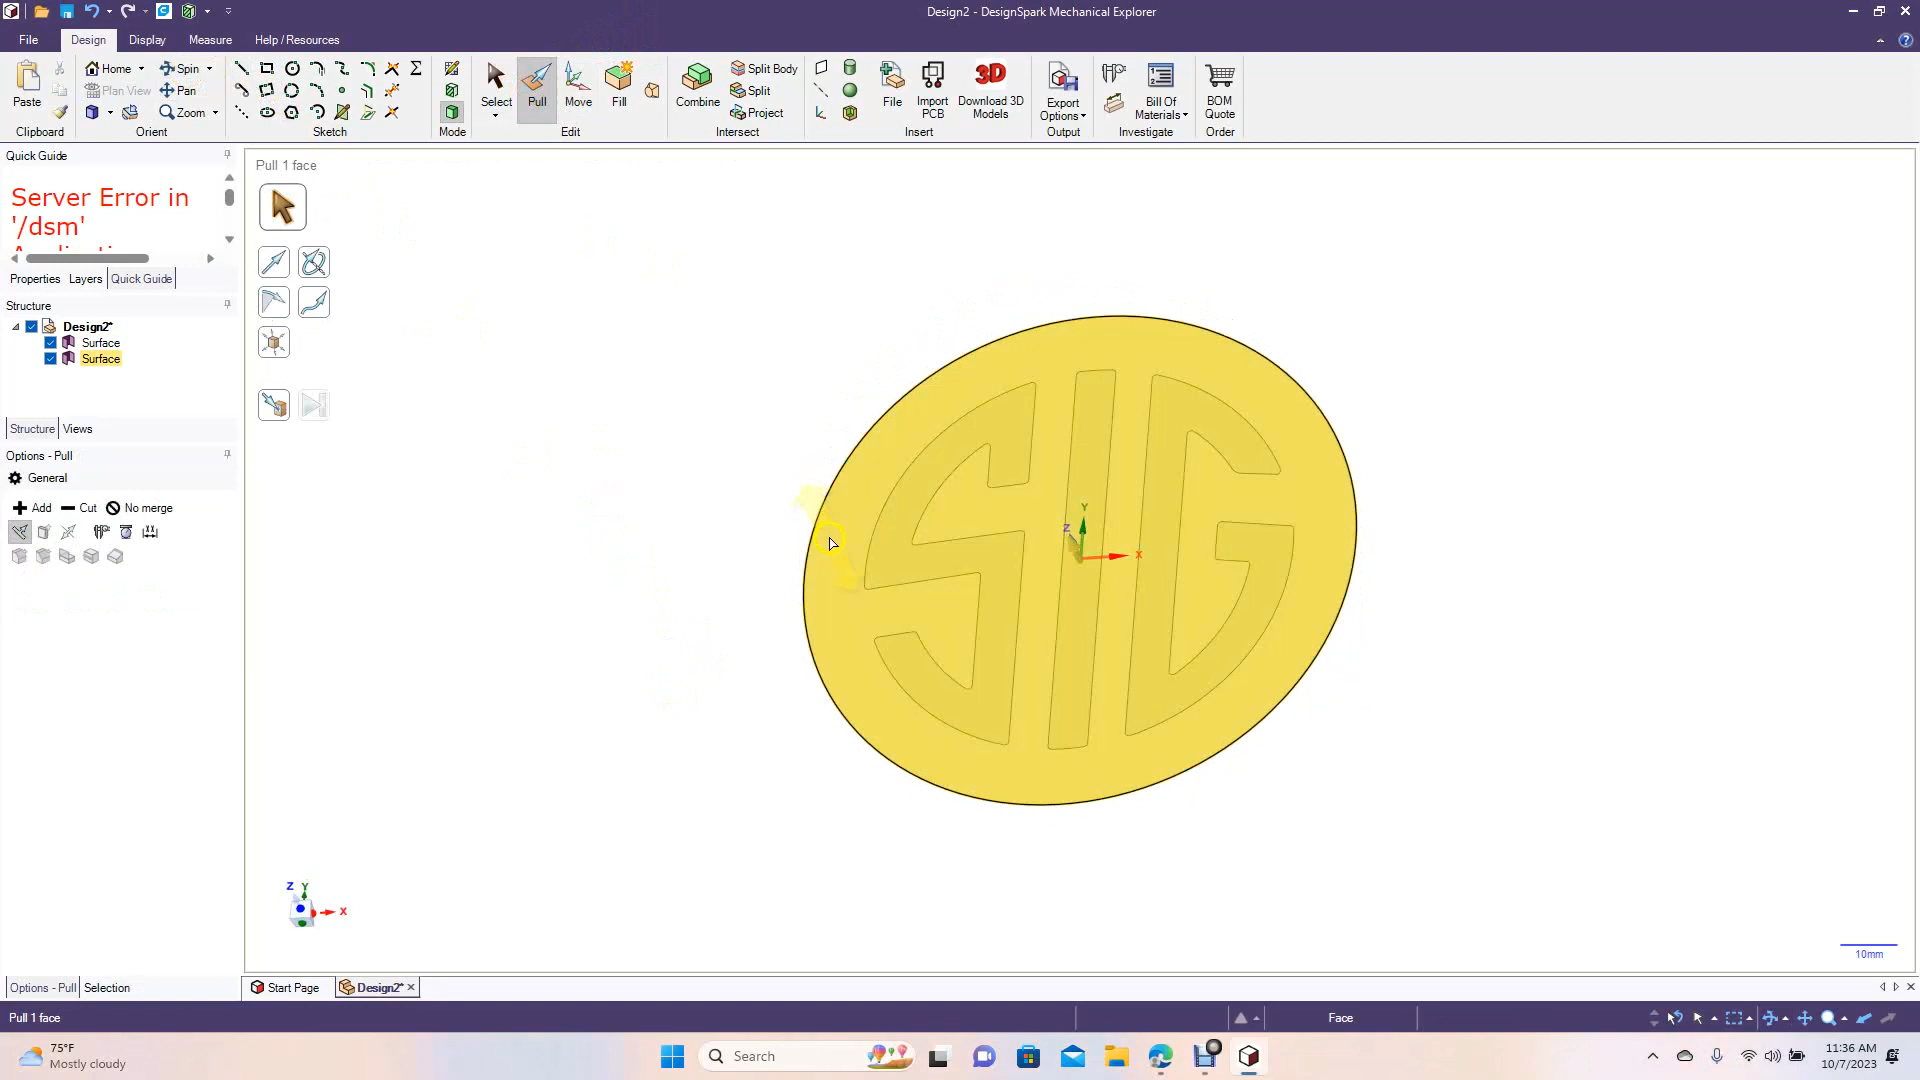 Design2 - DesignSpark Mechanical Explorer
File Design Display Measure Help / Resources
Paste Home Spin Plan View Pan Zoom
Select Pull Move Fill Combine Split Body Split Project
File Import PCB Download 3D Models Export Options Bill Of Materials BOM Quote
Clipboard Orient Sketch Mode Edit Intersect Insert Output Investigate Order
Quick Guide
Server Error in
'/dsm'
Properties Layers Quick Guide
Structure
Design2*
Surface
Surface
Structure Views
Options - Pull
General
Add Cut No merge
Options - Pull Selection
Pull 1 face
SIG
Y
Z
X
Z Y
X
10mm
Start Page Design2*
Pull 1 face Face
75°F
Mostly cloudy
Search
11:36 AM
10/7/2023